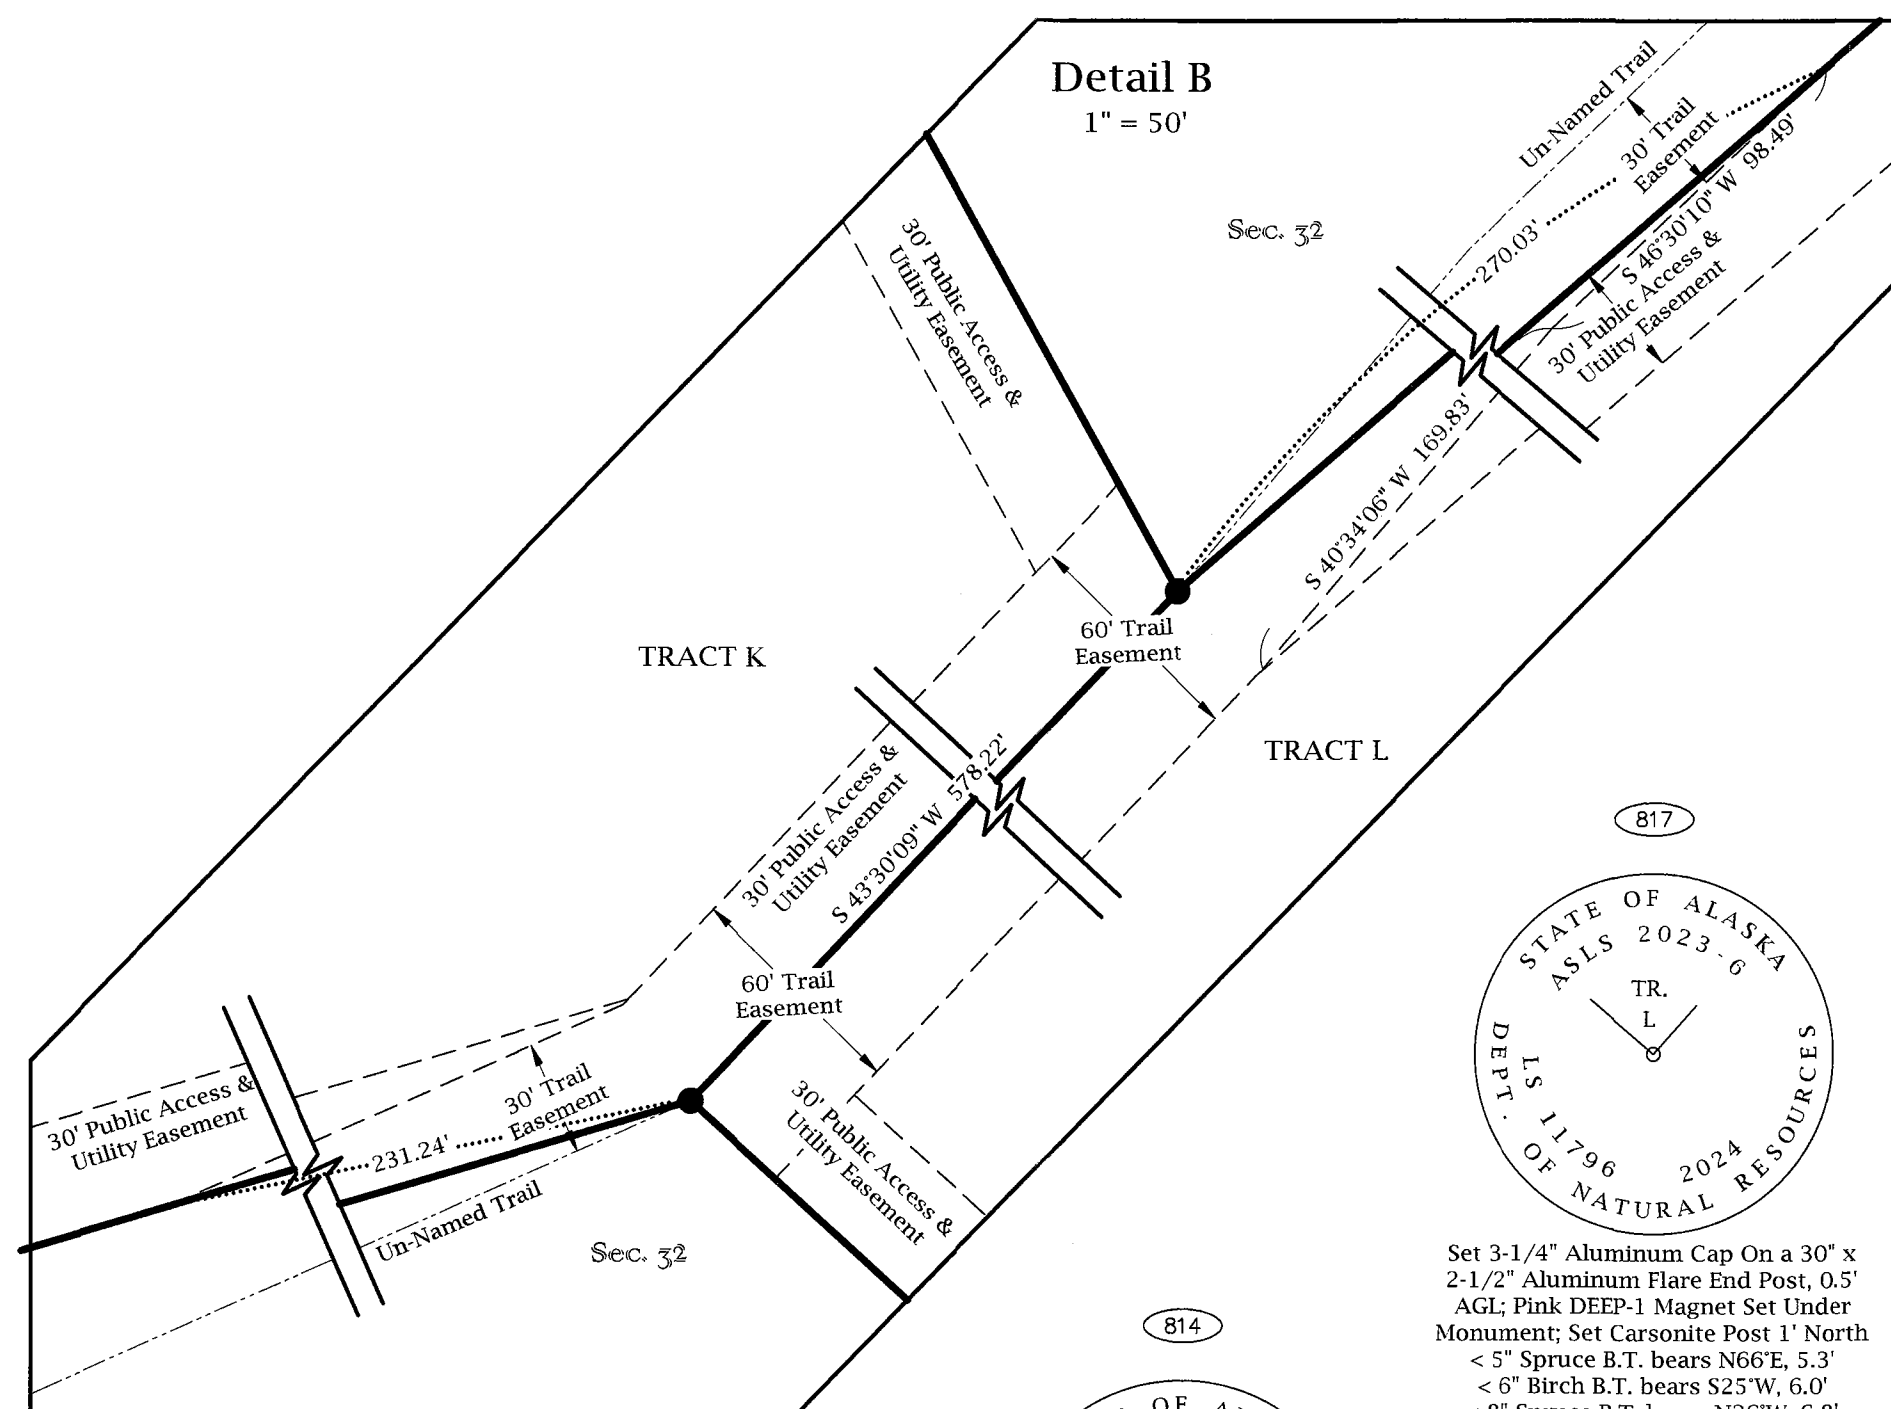 Detail B
1" = 50'
Un-Named Trail
30' Trail
Easement
270.03'
S 46°30'10" W 98.49'
30' Public Access &
Utility Easement
Sec. 32
30' Public Access &
Utility Easement
S 40°34'06" W 169.83'
60' Trail
Easement
TRACT K
TRACT L
30' Public Access &
Utility Easement
S 43°30'09" W 578.22'
60' Trail
Easement
30' Trail
Easement
30' Public Access &
Utility Easement
231.24'
Un-Named Trail
30' Public Access &
Utility Easement
Sec. 32
817
STATE OF ALASKA
ASLS 2023-6
TR.
L
LS 11796 2024
DEPT. OF NATURAL RESOURCES
Set 3-1/4" Aluminum Cap On a 30" x
2-1/2" Aluminum Flare End Post, 0.5'
AGL; Pink DEEP-1 Magnet Set Under
Monument; Set Carsonite Post 1' North
< 5" Spruce B.T. bears N66°E, 5.3'
< 6" Birch B.T. bears S25°W, 6.0'
814
OF